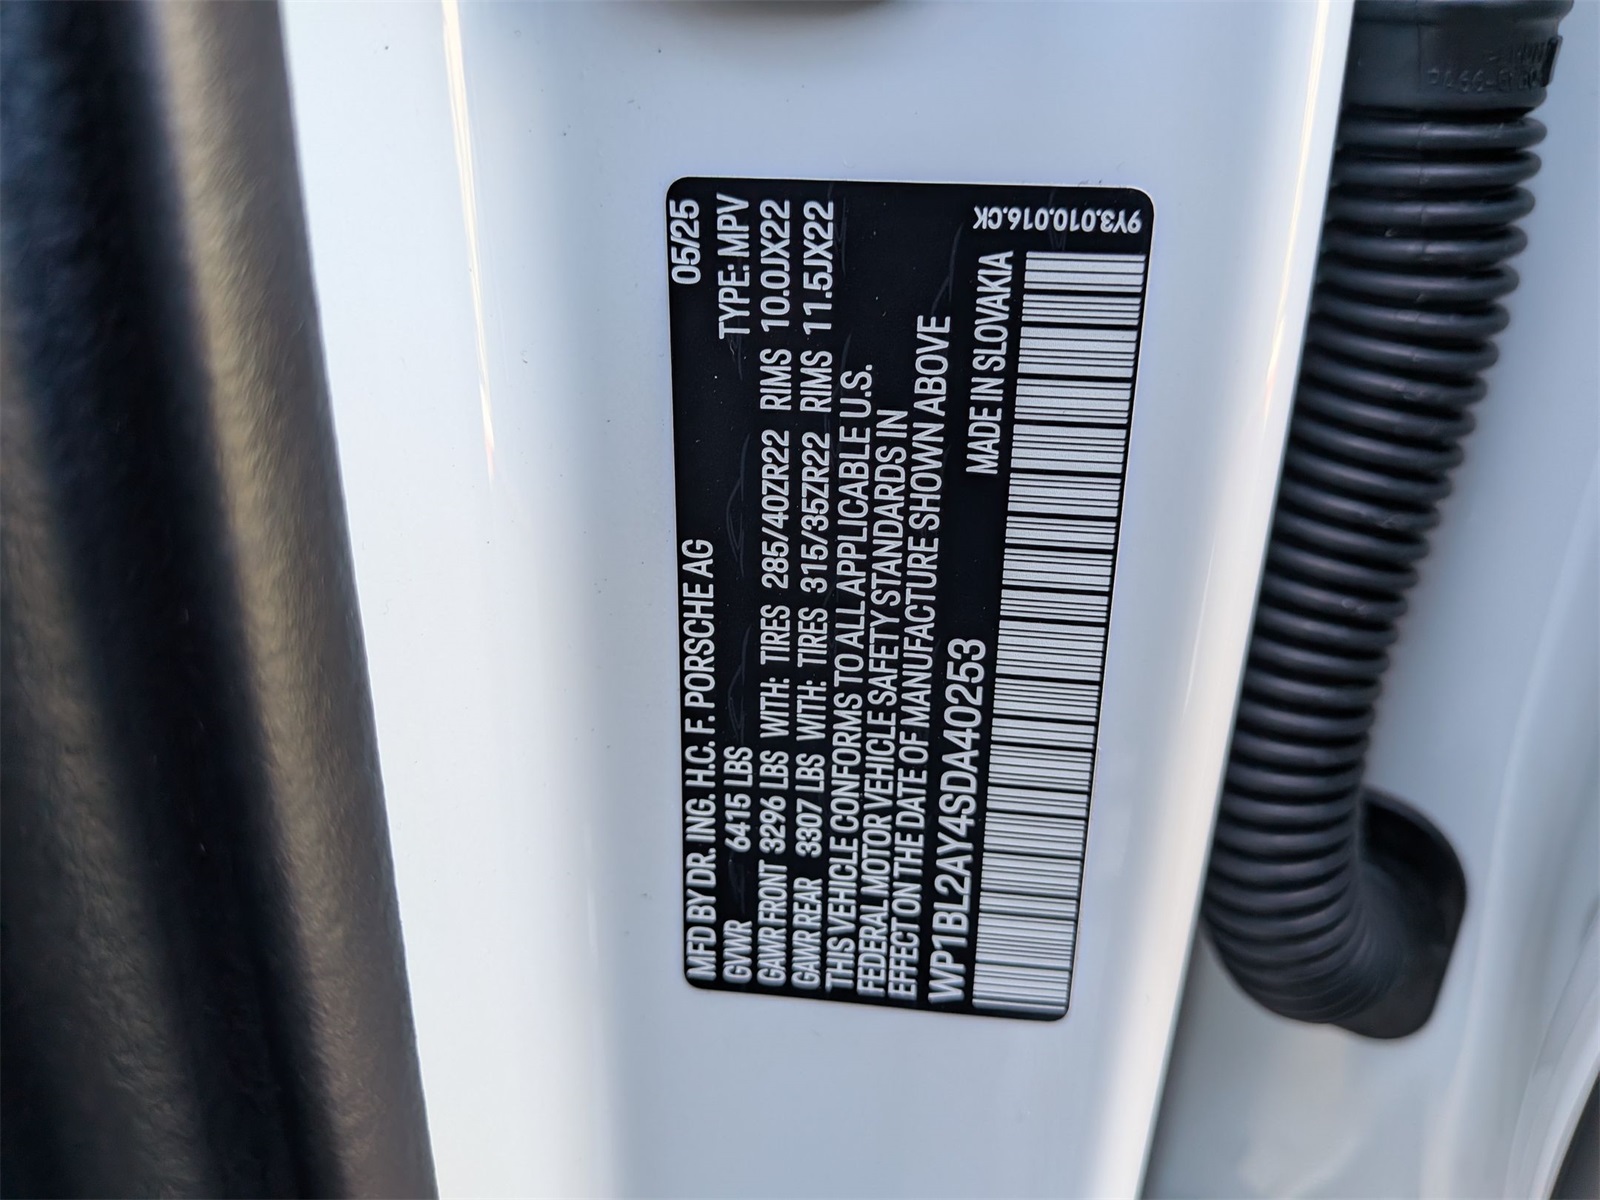 MFD BY DR. ING. H.C. F. PORSCHE AG 05/25
GVWR 6415 LBS TYPE: MPV
GAWR FRONT 3296 LBS WITH: TIRES 285/40ZR22 RIMS 10.0JX22
GAWR REAR 3307 LBS WITH: TIRES 315/35ZR22 RIMS 11.5JX22
THIS VEHICLE CONFORMS TO ALL APPLICABLE U.S.
FEDERAL MOTOR VEHICLE SAFETY STANDARDS IN
EFFECT ON THE DATE OF MANUFACTURE SHOWN ABOVE
WP1BL2AY4SDA40253
MADE IN SLOVAKIA
9Y3.010.016.CK